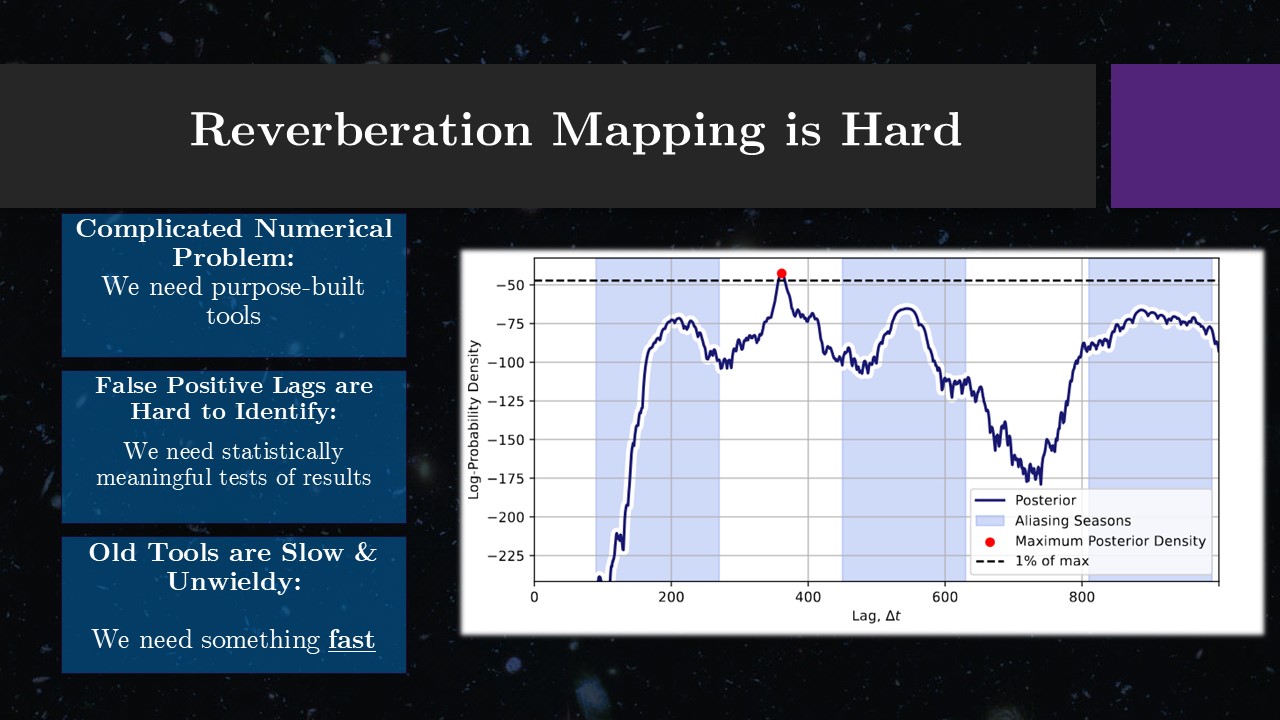 Reverberation Mapping is Hard
Complicated Numerical
Problem:
We need purpose-built
tools
False Positive Lags are
Hard to Identify:
We need statistically
meaningful tests of results
Old Tools are Slow &
Unwieldy:
We need something fast
Log-Probability Density
−50
−75
−100
−125
−150
−175
−200
−225
Posterior
Aliasing Seasons
Maximum Posterior Density
1% of max
0 200 400 600 800
Lag, Δt